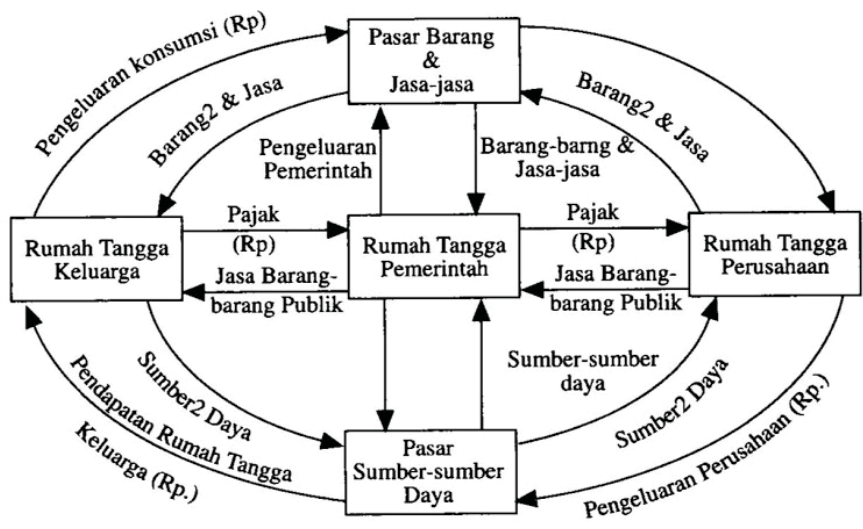 Pengeluaran konsumsi (Rp)
Pasar Barang
&
Jasa-jasa
Barang2 & Jasa
Barang2 & Jasa
Pengeluaran
Pemerintah
Barang-barng &
Jasa-jasa
Rumah Tangga
Keluarga
Pajak
(Rp)
Jasa Barang-
barang Publik
Rumah Tangga
Pemerintah
Pajak
(Rp)
Jasa Barang-
barang Publik
Rumah Tangga
Perusahaan
Sumber2 Daya
Pendapatan Rumah Tangga
Keluarga (Rp.)
Sumber-sumber
daya
Sumber2 Daya
Pengeluaran Perusahaan (Rp.)
Pasar
Sumber-sumber
Daya